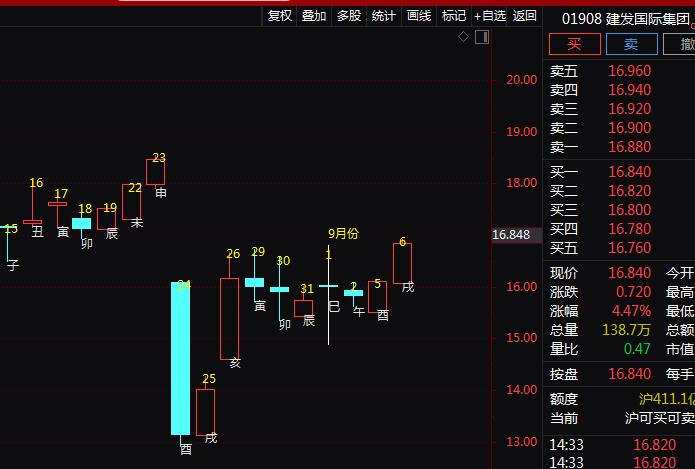 复权 叠加 多股 统计 画线 标记 +自选 返回
01908 建发国际集团
买 卖 撤
卖五 16.960
卖四 16.940
卖三 16.920
卖二 16.900
卖一 16.880
买一 16.840
买二 16.820
买三 16.800
买四 16.780
买五 16.760
现价 16.840 今开
涨跌 0.720 最高
涨幅 4.47% 最低
总量 138.7万 总额
量比 0.47 市值
按盘 16.840 每手
额度 沪411.1亿
当前 沪可买可卖
14:33 16.820
14:33 16.820
20.00
19.00
18.00
16.848
16.00
15.00
14.00
13.00
15 16 17 18 19 22 23
子 丑 寅 卯 辰 未 申
24 25 26 29 30 31
酉 戌 亥 寅 卯 辰
9月份
1 2 5 6
巳 午 酉 戌